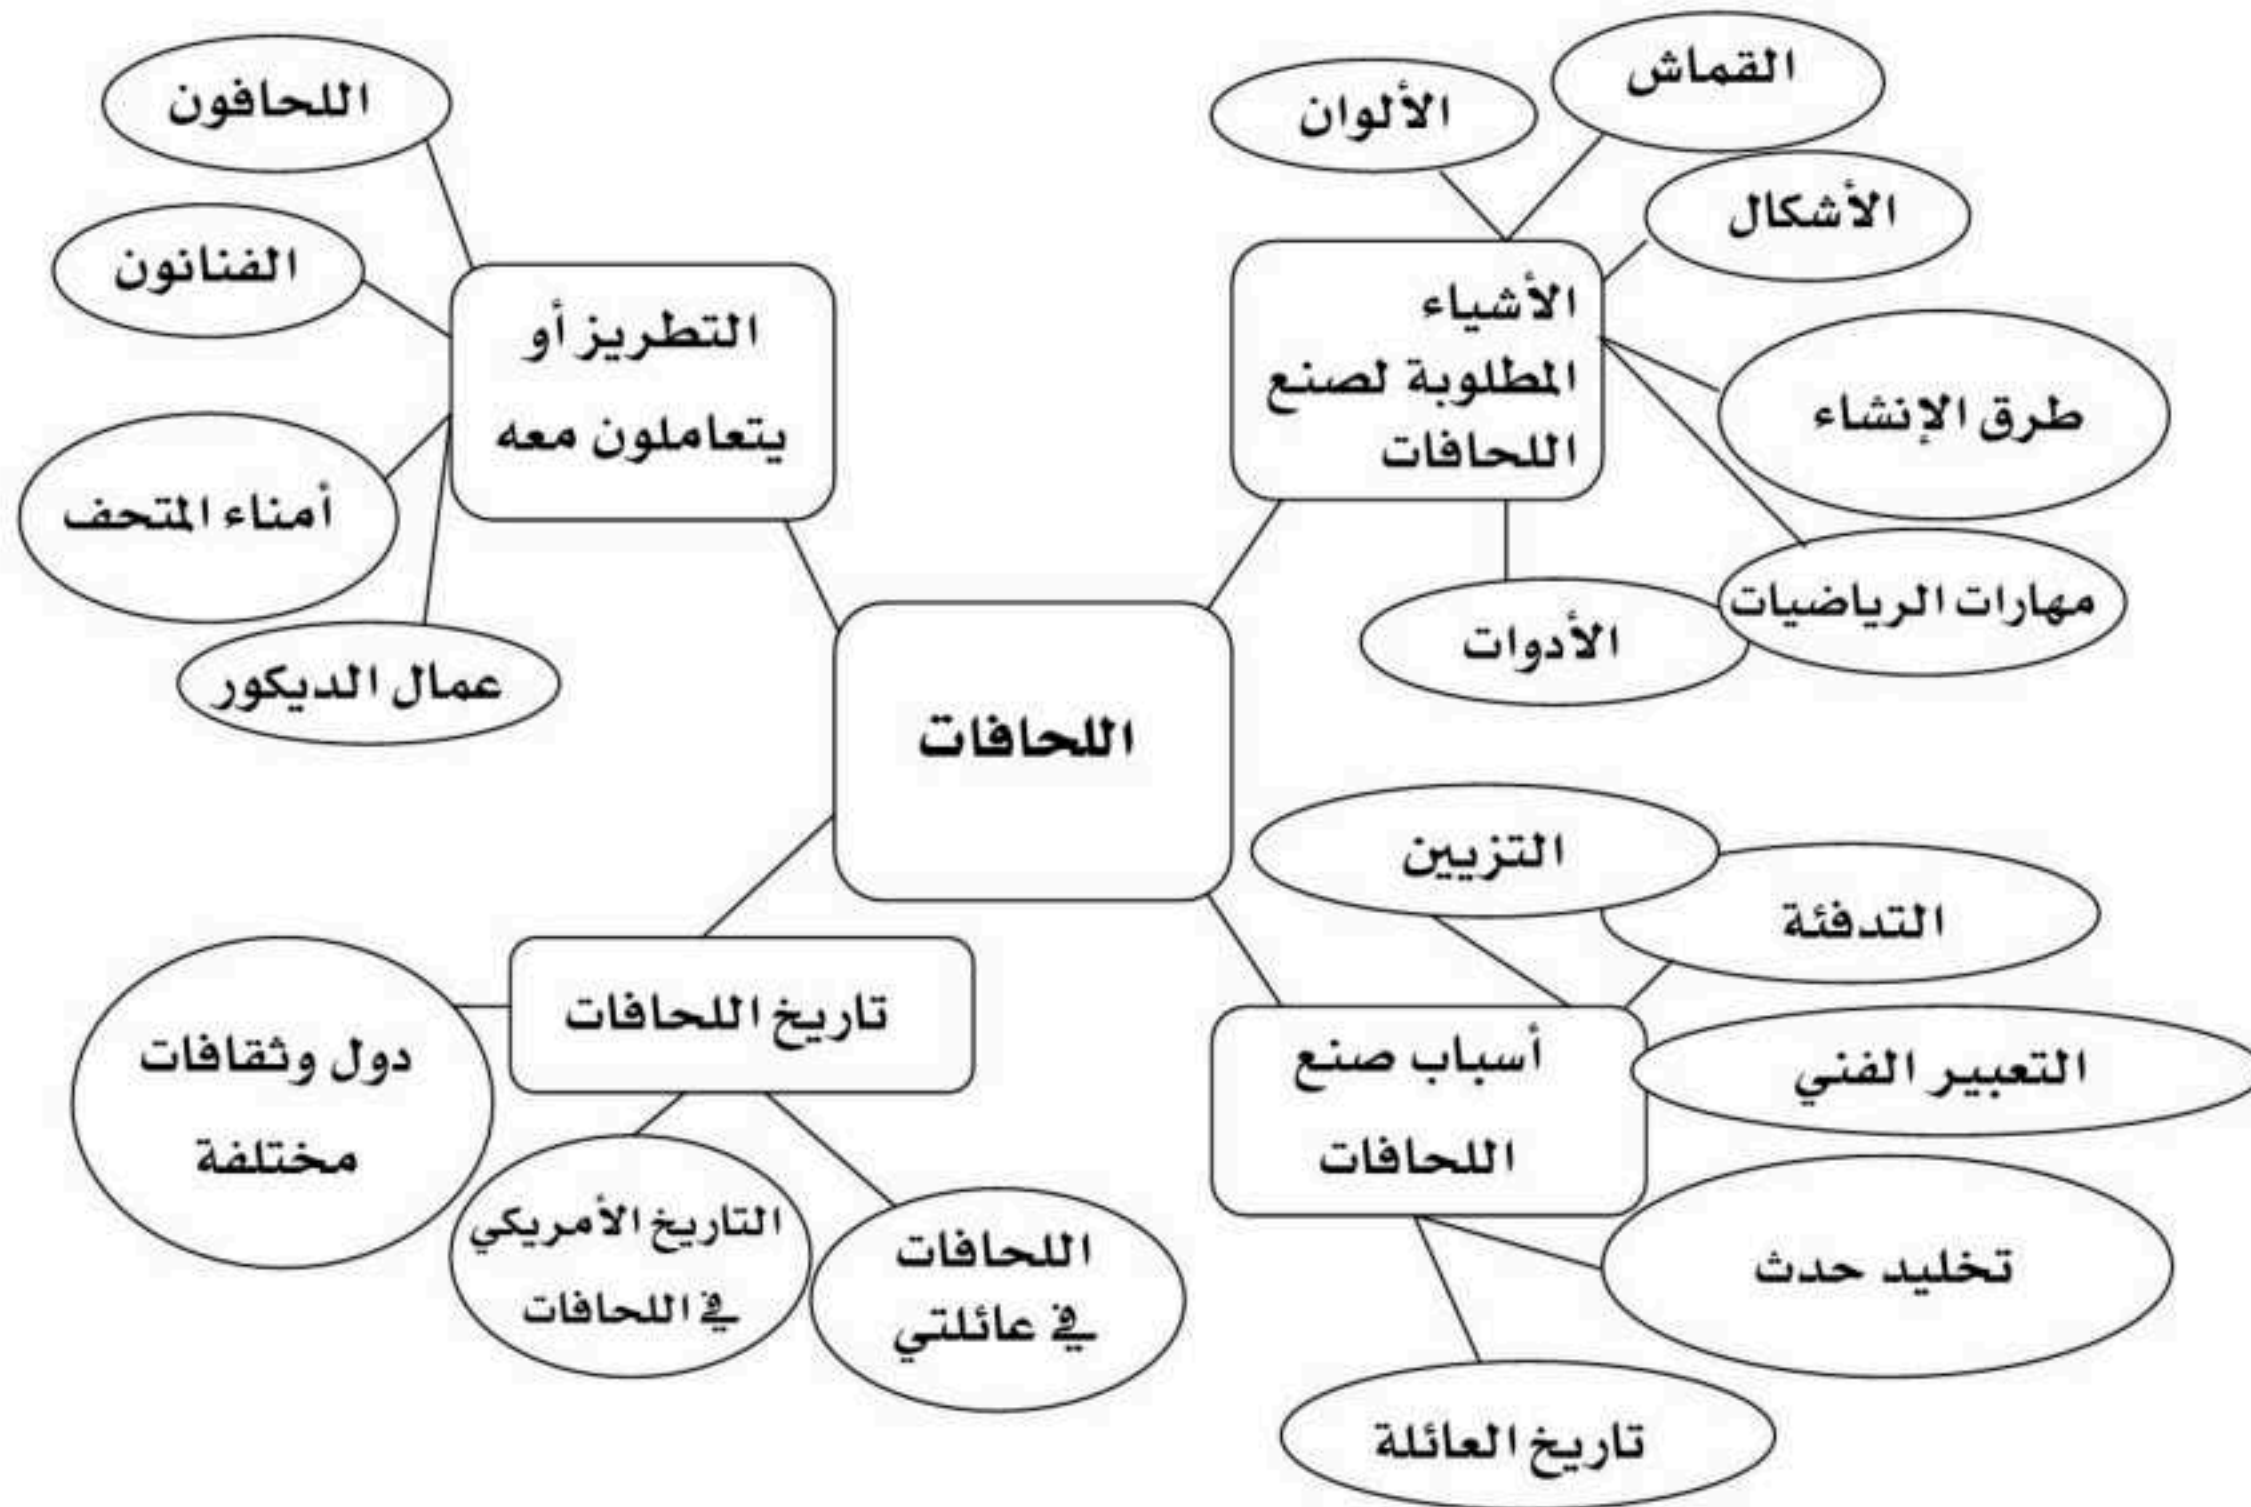 القماش
الألوان
الأشكال
الأشياء
المطلوبة لصنع
اللحافات
طرق الإنشاء
مهارات الرياضيات
الأدوات
اللحافون
الفنانون
التطريز أو
يتعاملون معه
أمناء المتحف
عمال الديكور
اللحافات
التزيين
التدفئة
أسباب صنع
اللحافات
التعبير الفني
تخليد حدث
تاريخ العائلة
تاريخ اللحافات
دول وثقافات
مختلفة
التاريخ الأمريكي
في اللحافات
اللحافات
في عائلتي